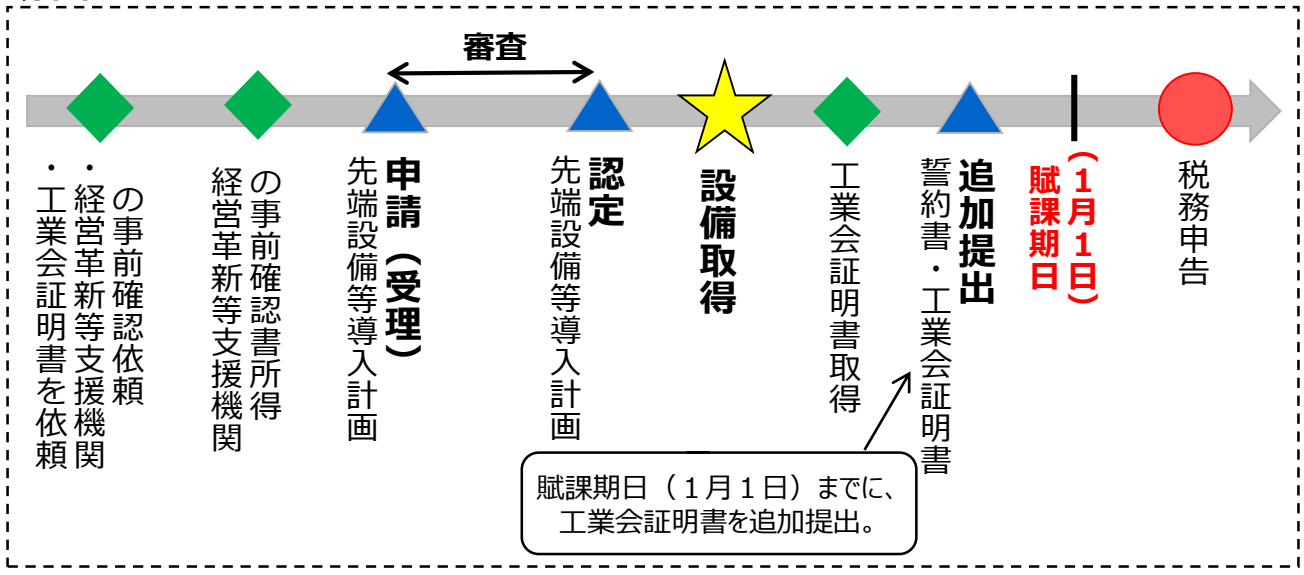 審査
・経営革新等支援機関
の事前確認依頼
・工業会証明書を依頼
経営革新等支援機関
の事前確認書所得
先端設備等導入計画
申請（受理）
先端設備等導入計画
認定
設備取得
工業会証明書取得
誓約書・工業会証明書
追加提出
賦課期日
（１月１日）
税務申告
賦課期日（１月１日）までに、
工業会証明書を追加提出。